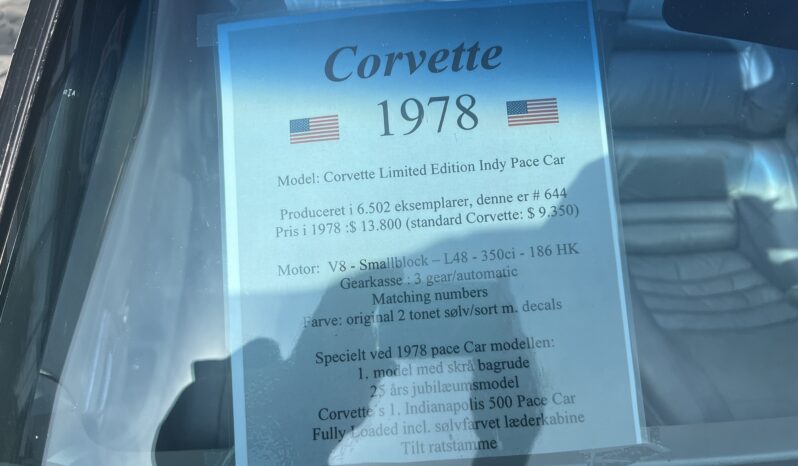 Corvette
1978
Model: Corvette Limited Edition Indy Pace Car
Produceret i 6.502 eksemplarer, denne er # 644
Pris i 1978 :$ 13.800 (standard Corvette: $ 9.350)
Motor: V8 - Smallblock – L48 - 350ci - 186 HK
Gearkasse : 3 gear/automatic
Matching numbers
Farve: original 2 tonet sølv/sort m. decals
Specielt ved 1978 pace Car modellen:
1. model med skrå bagrude
25 års jubilæumsmodel
Corvette´s 1. Indianapolis 500 Pace Car
Fully Loaded incl. sølvfarvet læderkabine
Tilt ratstamme